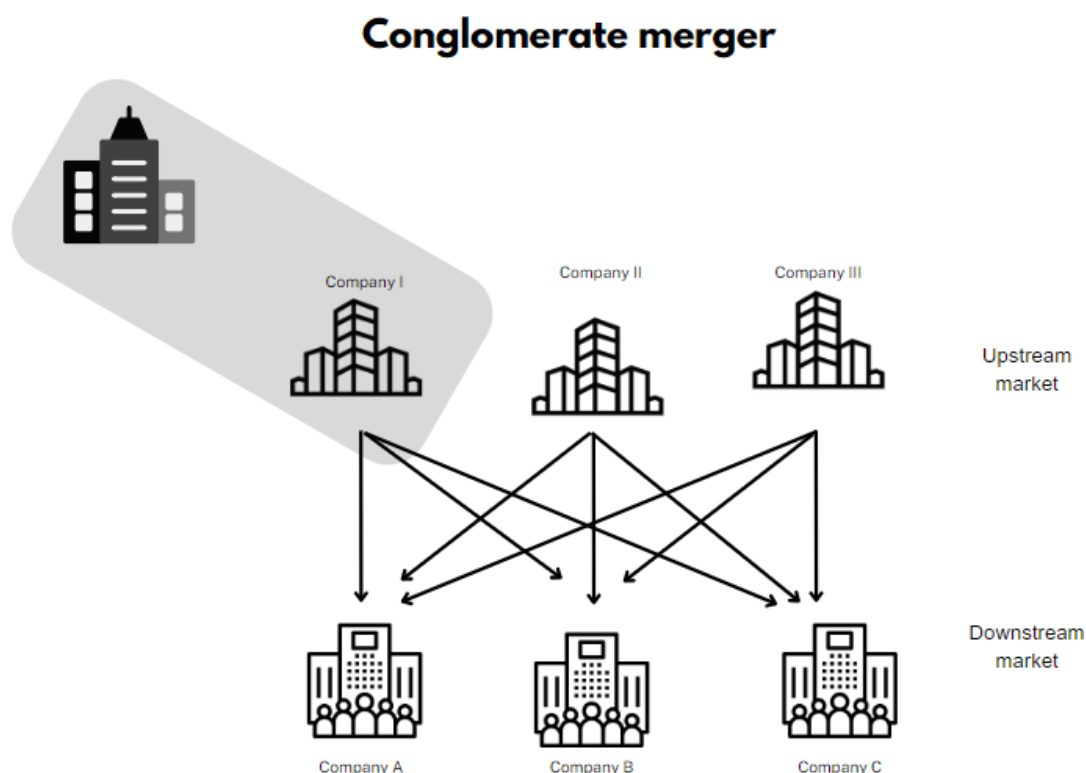 Conglomerate merger
Company I
Company II
Company III
Upstream
market
Downstream
market
Company A
Company B
Company C